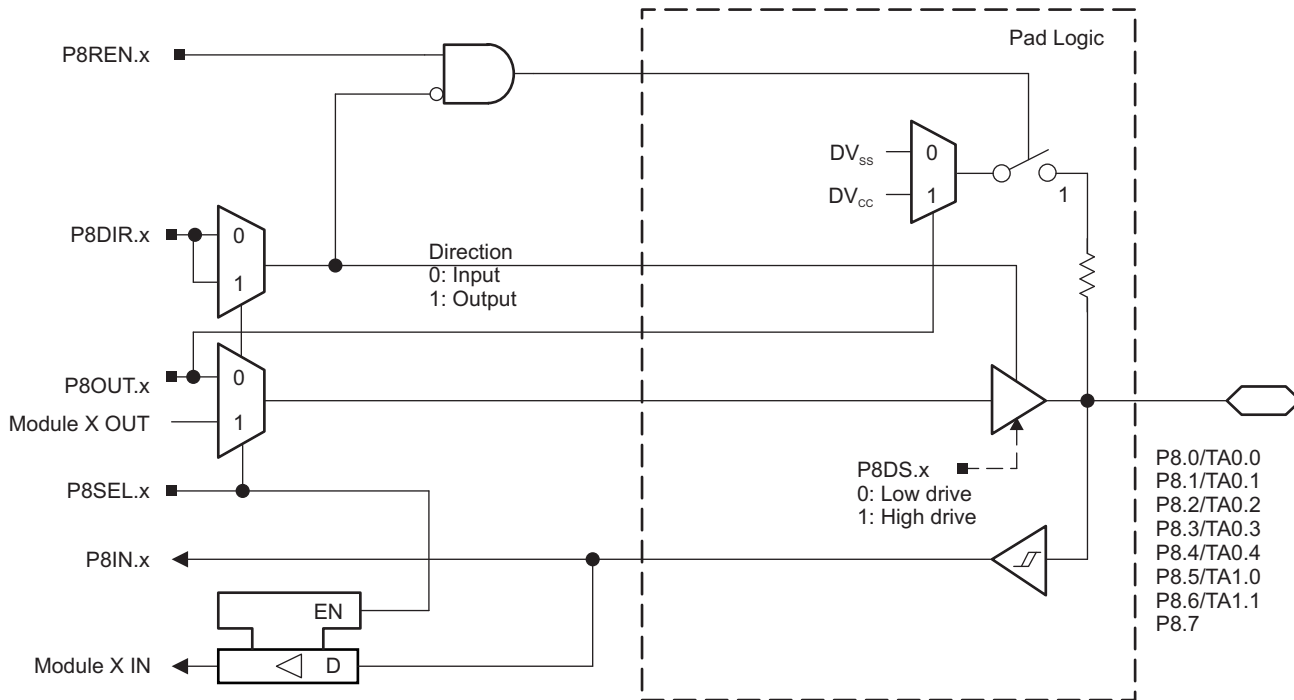 Pad Logic
P8REN.x
DVSS
0
DVCC
1
1
P8DIR.x
0
1
Direction
0: Input
1: Output
P8OUT.x
0
Module X OUT
1
P8DS.x
0: Low drive
1: High drive
P8SEL.x
P8IN.x
EN
D
Module X IN
P8.0/TA0.0
P8.1/TA0.1
P8.2/TA0.2
P8.3/TA0.3
P8.4/TA0.4
P8.5/TA1.0
P8.6/TA1.1
P8.7